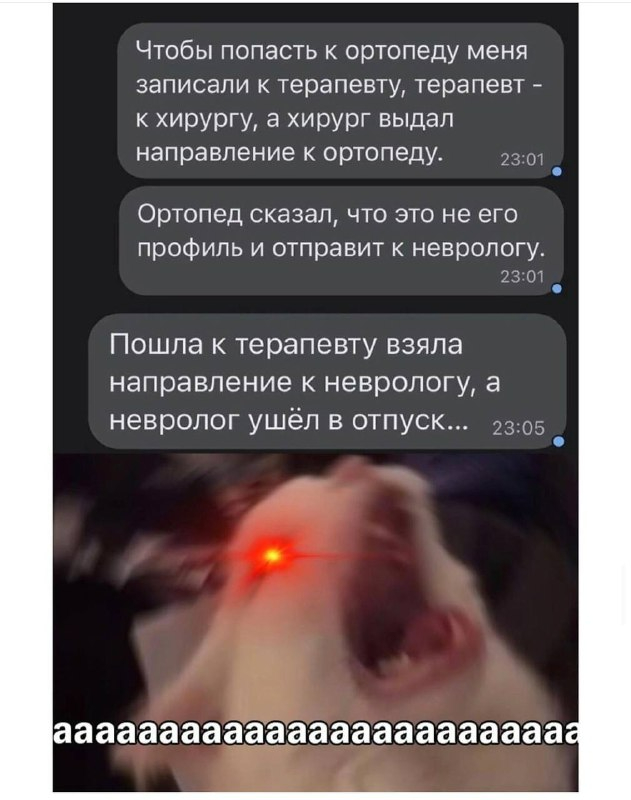 Чтобы попасть к ортопеду меня
записали к терапевту, терапевт -
к хирургу, а хирург выдал
направление к ортопеду.
23:01
Ортопед сказал, что это не его
профиль и отправит к неврологу.
23:01
Пошла к терапевту взяла
направление к неврологу, а
невролог ушёл в отпуск...
23:05
ааааааааааааааааааааааааа